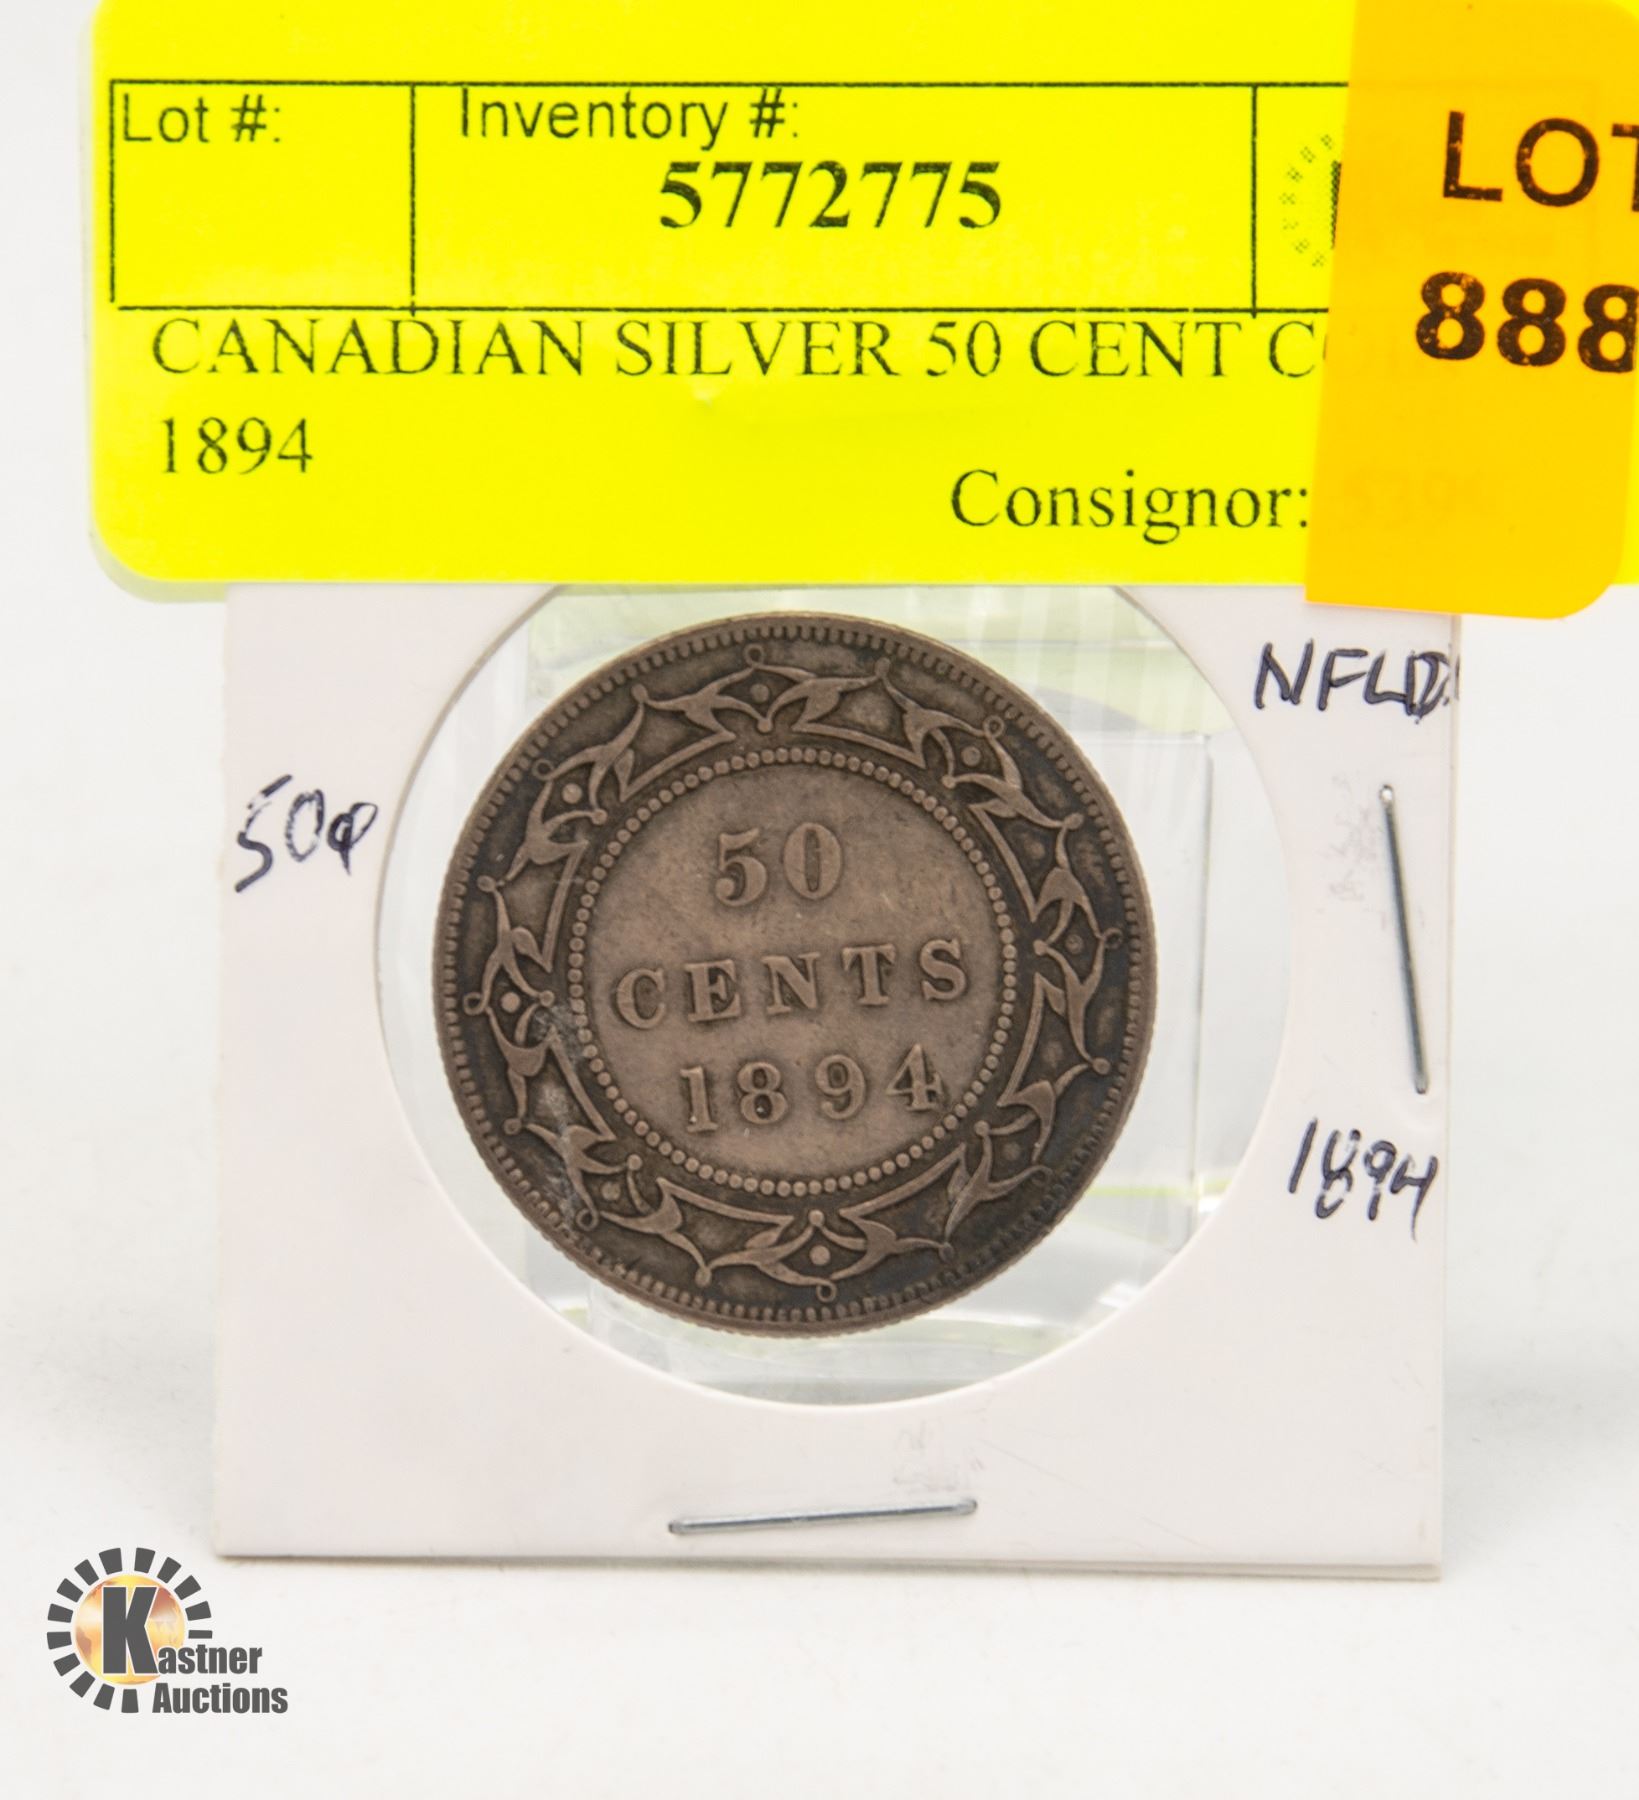 Lot #:
Inventory #:
5772775
LOT
888
CANADIAN SILVER 50 CENT
1894
Consignor:
NFLD.
50¢
50
CENTS
1894
1894
Kastner
Auctions